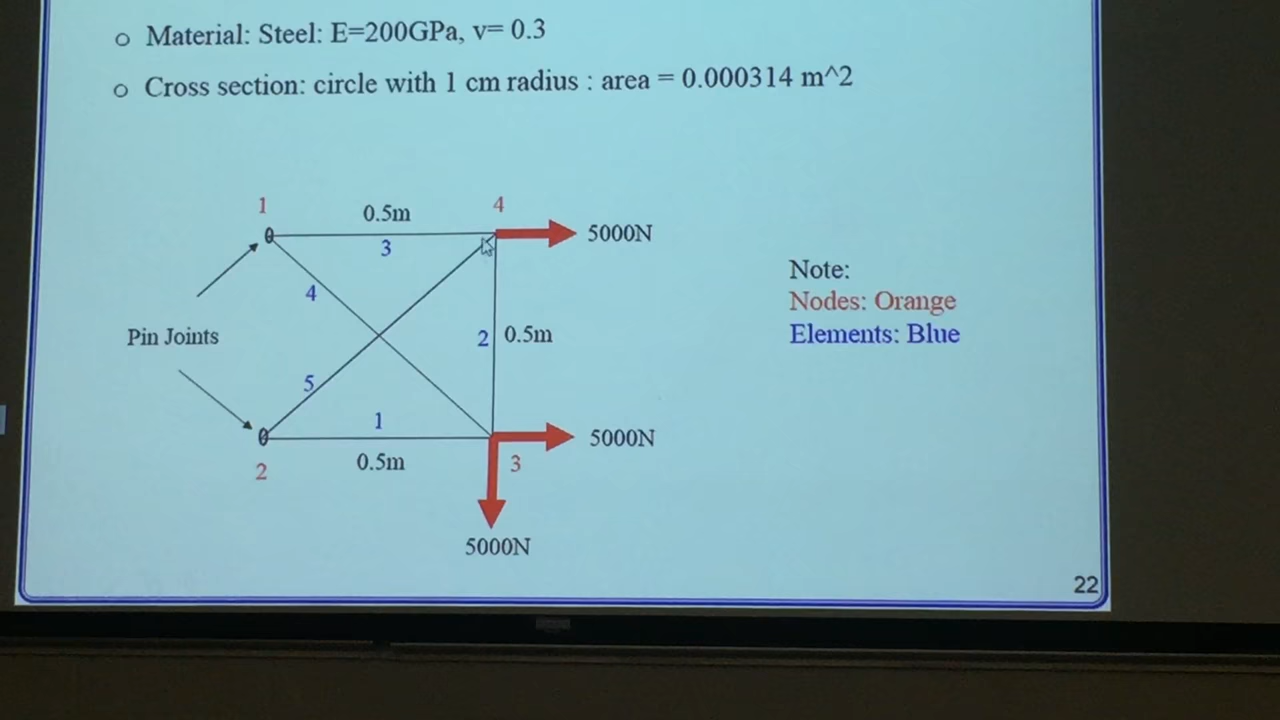 o Material: Steel: E=200GPa, v= 0.3
o Cross section: circle with 1 cm radius : area = 0.000314 m^2
1
0.5m
4
3
5000N
4
Note:
Nodes: Orange
Pin Joints
2
0.5m
Elements: Blue
5
1
5000N
2
0.5m
3
5000N
22